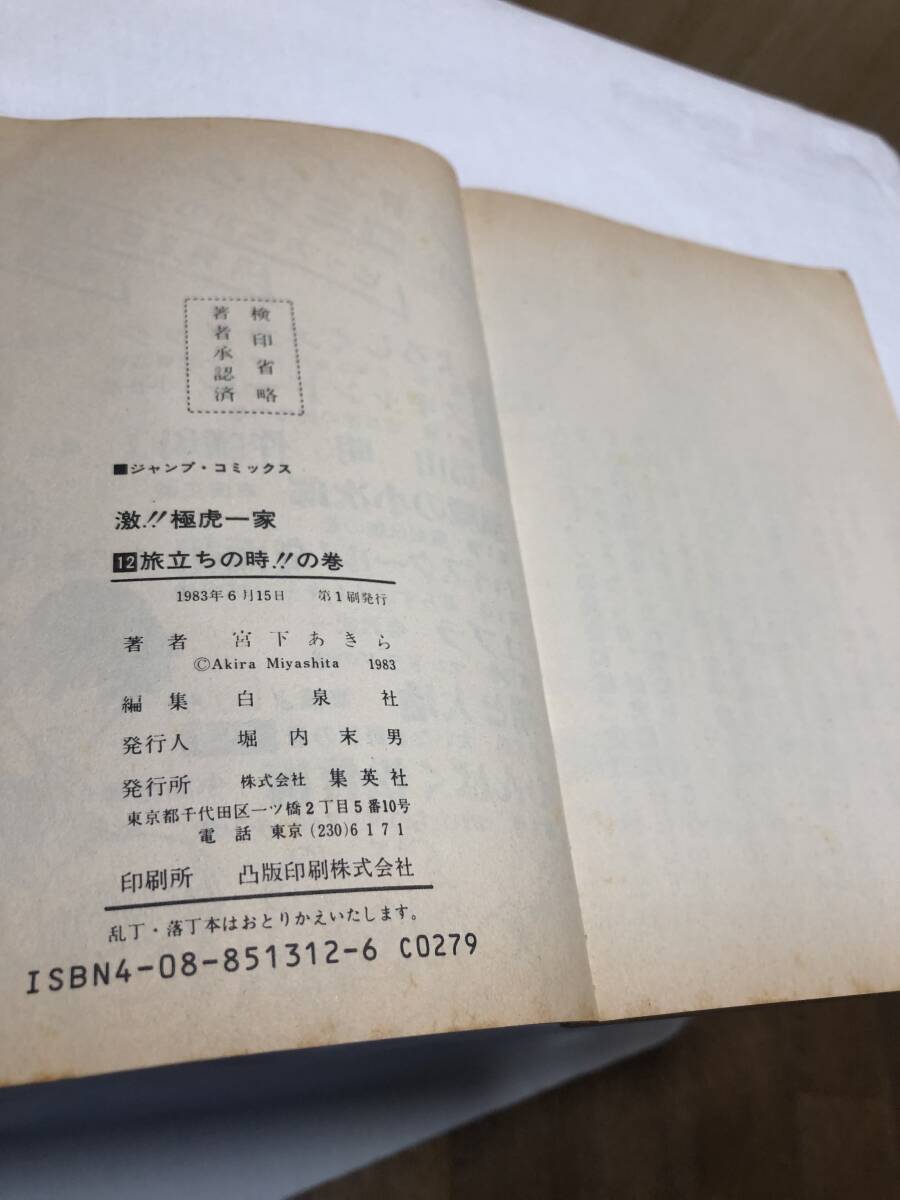 検印省略
著者承認済
■ジャンプ・コミックス
激!!極虎一家
12旅立ちの時!!の巻
1983年6月15日 第1刷発行
著者 宮下あきら
©Akira Miyashita 1983
編集 白泉社
発行人 堀内末男
発行所 株式会社 集英社
東京都千代田区一ツ橋2丁目5番10号
電話 東京(230)6171
印刷所 凸版印刷株式会社
乱丁・落丁本はおとりかえいたします。
ISBN4-08-851312-6 C0279